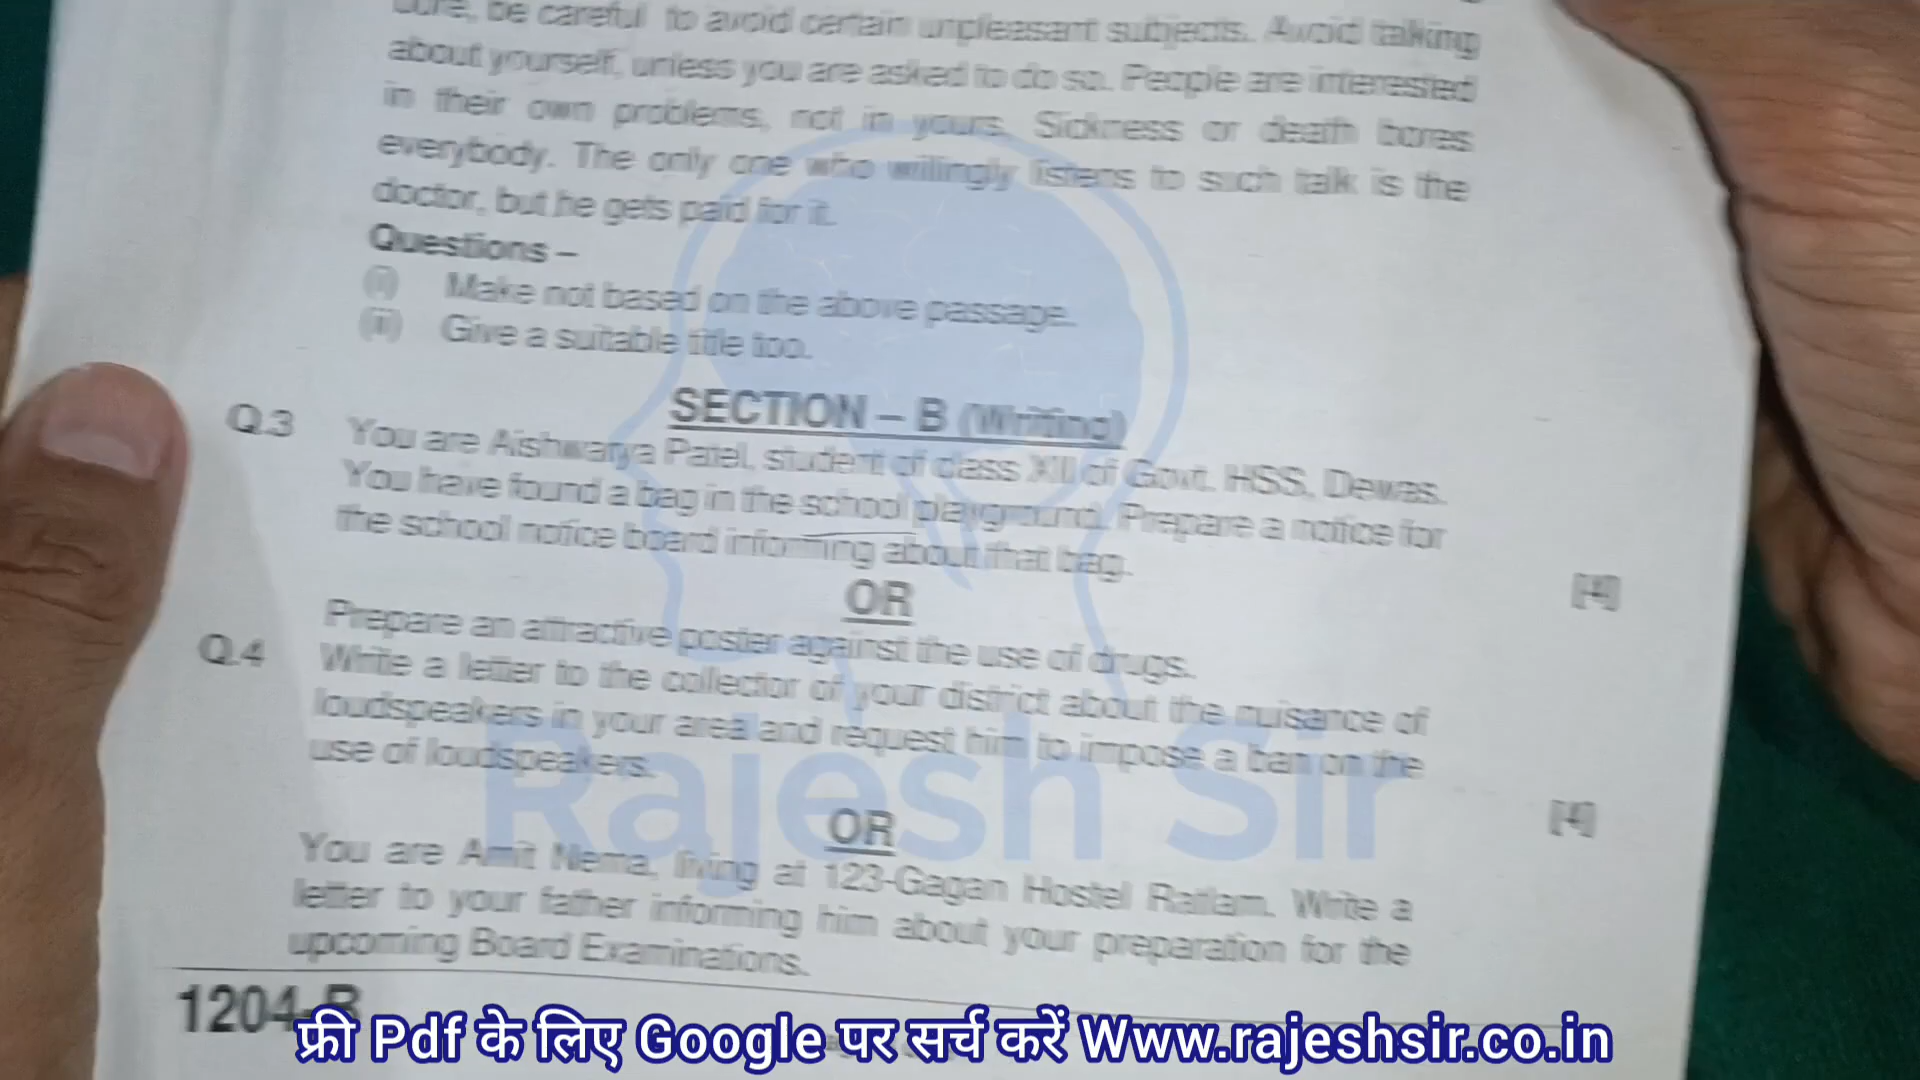 be careful to avoid certain unpleasant subjects. Avoid talking
about yourself, unless you are asked to do so. People are interested
in their own problems, not in yours. Sickness or death bores
everybody. The only one who willingly listens to such talk is the
doctor, but he gets paid for it.
Questions –
(i) Make not based on the above passage.
(ii) Give a suitable title too.
SECTION – B (Writing)
Q.3 You are Aishwarya Patel, student of class XII of Govt. HSS, Dewas.
You have found a bag in the school playground. Prepare a notice for
the school notice board informing about that bag. [4]
OR
Prepare an attractive poster against the use of drugs.
Q.4 Write a letter to the collector of your district about the nuisance of
loudspeakers in your area and request him to impose a ban on the
use of loudspeakers. [4]
OR
You are Amit Nema, living at 123-Gagan Hostel Ratlam. Write a
letter to your father informing him about your preparation for the
upcoming Board Examinations.
1204-B
Rajesh Sir
फ्री Pdf के लिए Google पर सर्च करें Www.rajeshsir.co.in